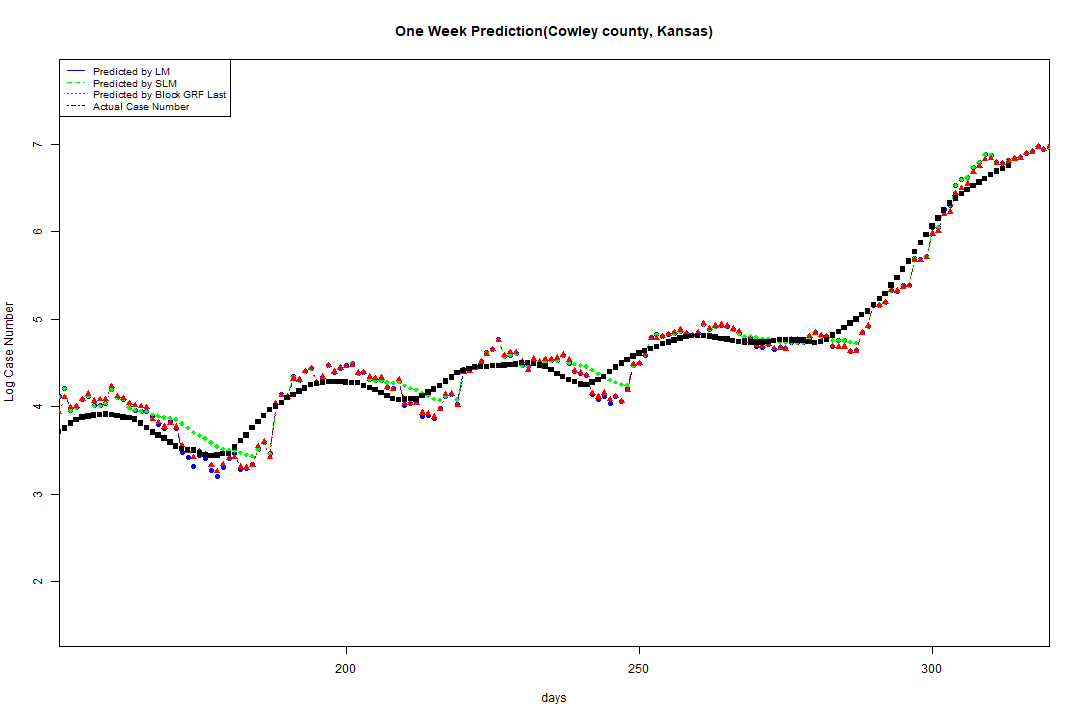 One Week Prediction(Cowley county, Kansas)
Predicted by LM
Predicted by SLM
Predicted by Block GRF Last
Actual Case Number
7
6
5
4
3
2
Log Case Number
200
250
300
days